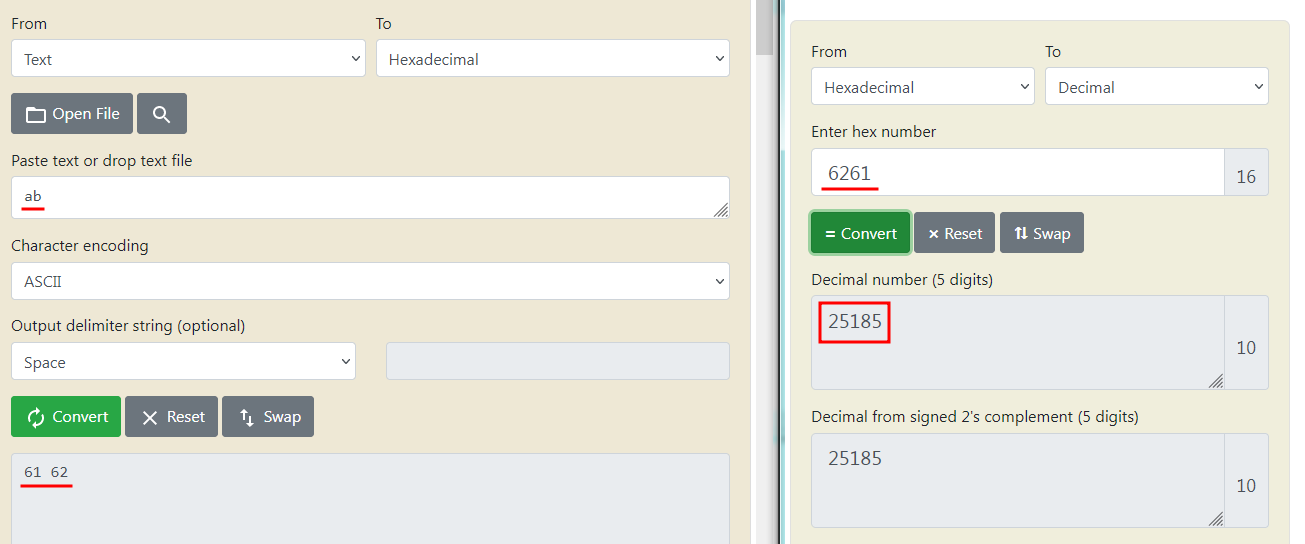 From To
Text Hexadecimal
Open File
Paste text or drop text file
ab
Character encoding
ASCII
Output delimiter string (optional)
Space
Convert Reset Swap
61 62
From To
Hexadecimal Decimal
Enter hex number
6261 16
= Convert × Reset Swap
Decimal number (5 digits)
25185
10
Decimal from signed 2's complement (5 digits)
25185
10